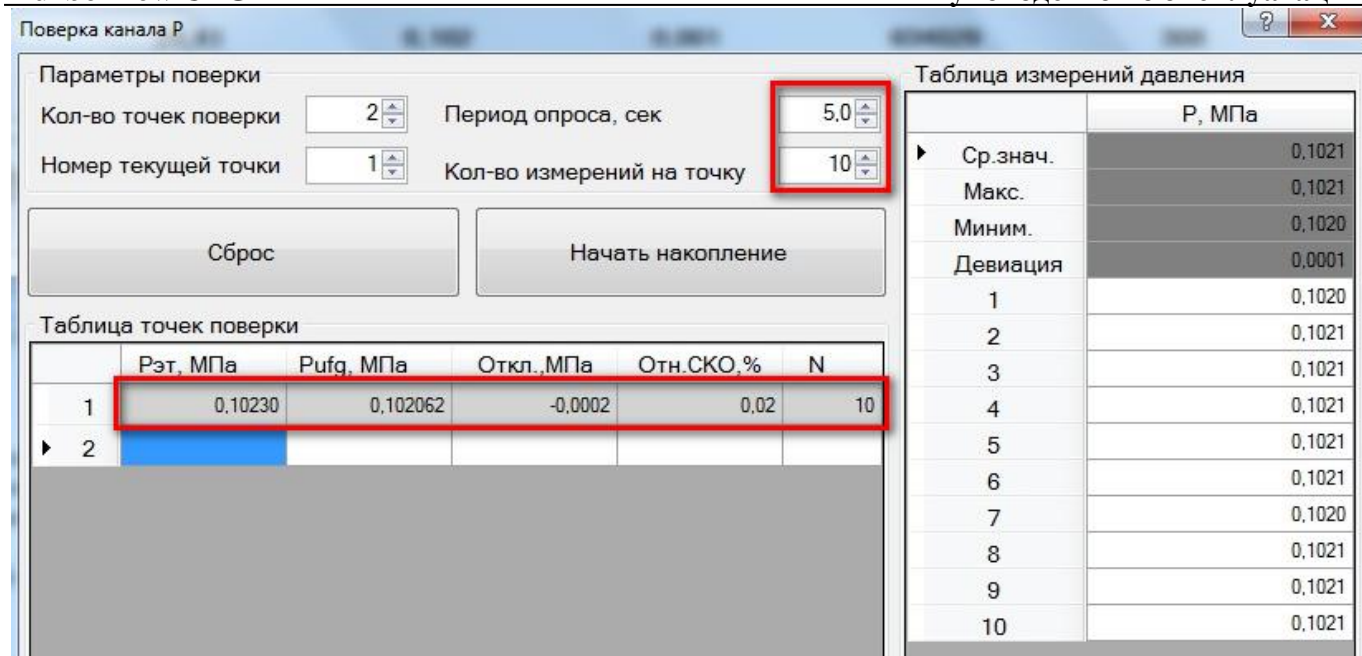 Поверка канала P
Параметры поверки
Кол-во точек поверки 2 Период опроса, сек 5,0
Номер текущей точки 1 Кол-во измерений на точку 10
Сброс Начать накопление
Таблица точек поверки
Рэт, МПа Pufg, МПа Откл.,МПа Отн.СКО,% N
1 0,10230 0,102062 -0,0002 0,02 10
2
Таблица измерений давления
P, МПа
Ср.знач. 0,1021
Макс. 0,1021
Миним. 0,1020
Девиация 0,0001
1 0,1020
2 0,1021
3 0,1021
4 0,1021
5 0,1021
6 0,1021
7 0,1020
8 0,1021
9 0,1021
10 0,1021